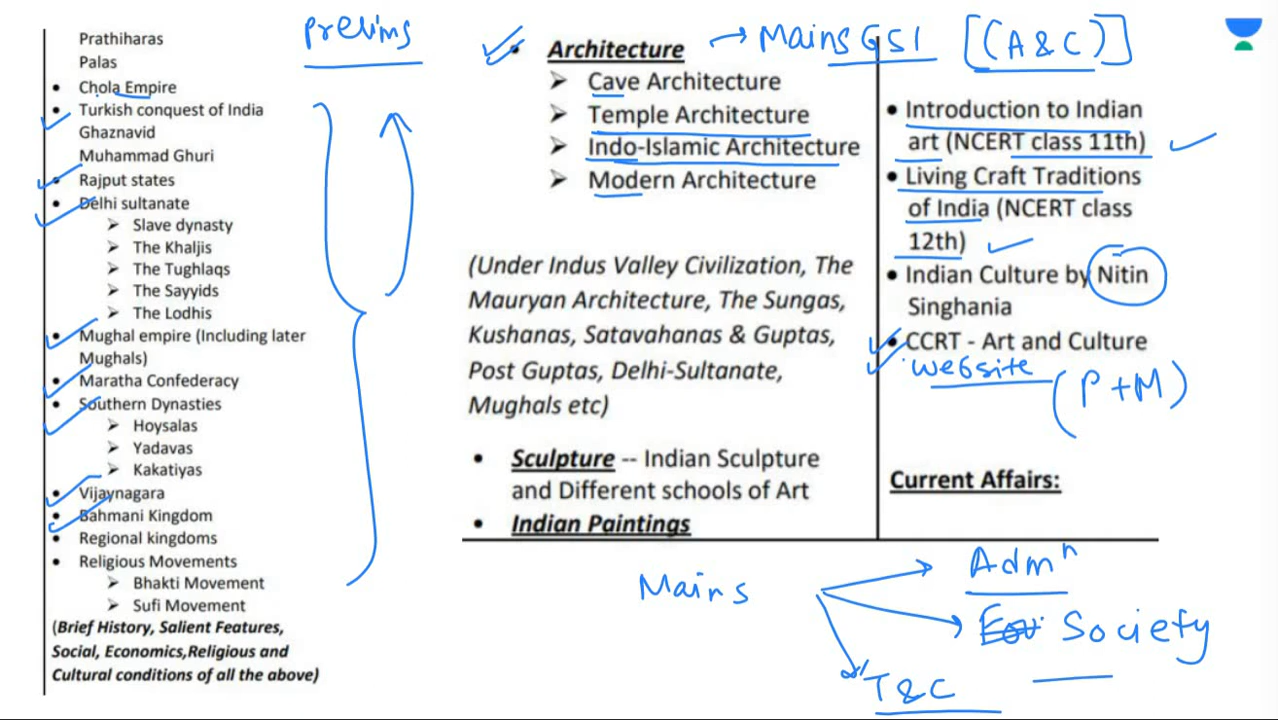 Prathiharas
Palas
• Chola Empire
• Turkish conquest of India
Ghaznavid
Muhammad Ghuri
• Rajput states
• Delhi sultanate
➢ Slave dynasty
➢ The Khaljis
➢ The Tughlaqs
➢ The Sayyids
➢ The Lodhis
• Mughal empire (Including later
Mughals)
• Maratha Confederacy
• Southern Dynasties
➢ Hoysalas
➢ Yadavas
➢ Kakatiyas
• Vijaynagara
• Bahmani Kingdom
• Regional kingdoms
• Religious Movements
➢ Bhakti Movement
➢ Sufi Movement
(Brief History, Salient Features,
Social, Economics,Religious and
Cultural conditions of all the above)
Prelims
• Architecture → Mains GS1 [(A&C)]
➢ Cave Architecture
➢ Temple Architecture
➢ Indo-Islamic Architecture
➢ Modern Architecture
(Under Indus Valley Civilization, The
Mauryan Architecture, The Sungas,
Kushanas, Satavahanas & Guptas,
Post Guptas, Delhi-Sultanate,
Mughals etc)
• Sculpture -- Indian Sculpture
and Different schools of Art
• Indian Paintings
• Introduction to Indian
art (NCERT class 11th)
• Living Craft Traditions
of India (NCERT class
12th)
• Indian Culture by Nitin
Singhania
• CCRT - Art and Culture
website
(P+M)
Current Affairs:
Mains
Admn
Society
T&C